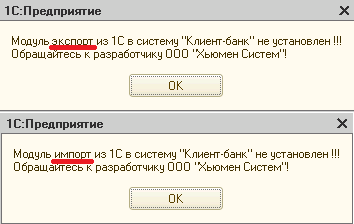 1С:Предприятие
Модуль экспорт из 1С в систему "Клиент-банк" не установлен !!!
Обращайтесь к разработчику ООО "Хьюмен Систем"!
OK
1С:Предприятие
Модуль импорт из 1С в систему "Клиент-банк" не установлен !!!
Обращайтесь к разработчику ООО "Хьюмен Систем"!
OK